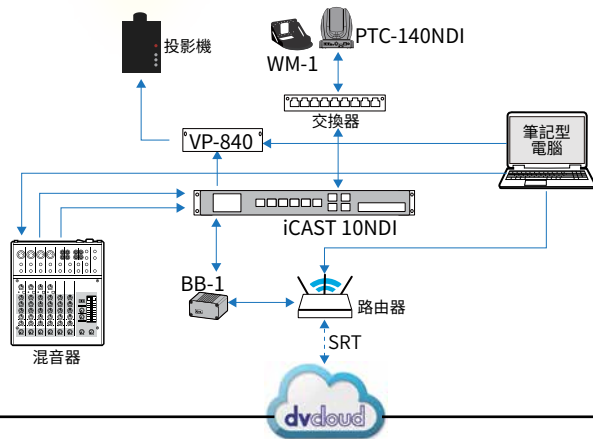 投影機
PTC-140NDI
WM-1
交換器
VP-840
筆記型
電腦
iCAST 10NDI
BB-1
路由器
混音器
SRT
dvcloud